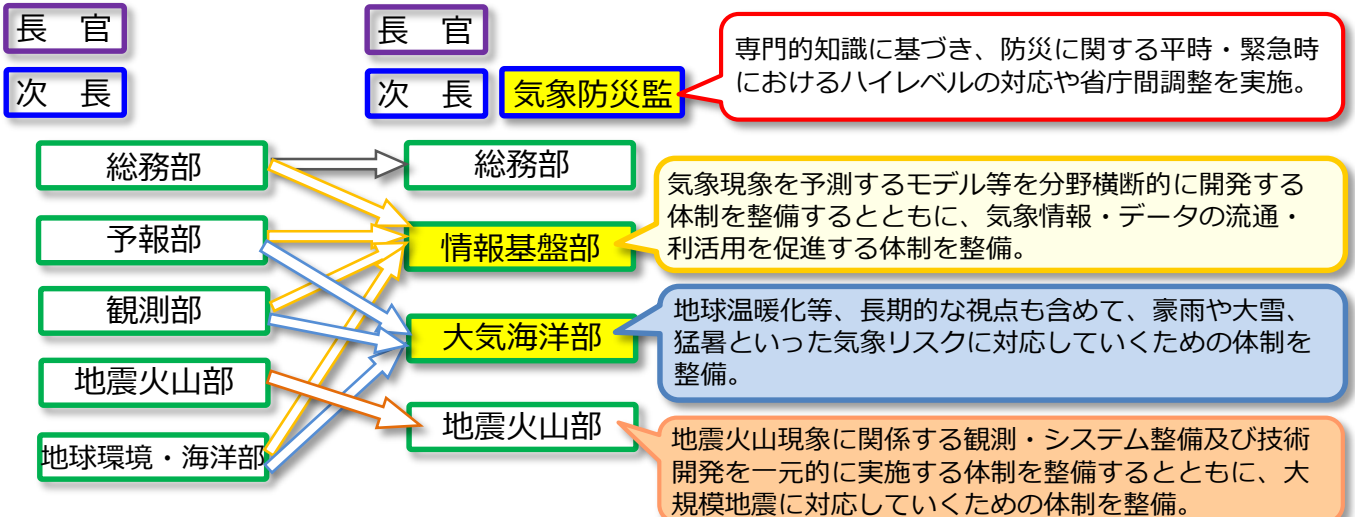 長　官
次　長
総務部
予報部
観測部
地震火山部
地球環境・海洋部
長　官
次　長
気象防災監
専門的知識に基づき、防災に関する平時・緊急時
におけるハイレベルの対応や省庁間調整を実施。
総務部
情報基盤部
気象現象を予測するモデル等を分野横断的に開発する
体制を整備するとともに、気象情報・データの流通・
利活用を促進する体制を整備。
大気海洋部
地球温暖化等、長期的な視点も含めて、豪雨や大雪、
猛暑といった気象リスクに対応していくための体制を
整備。
地震火山部
地震火山現象に関係する観測・システム整備及び技術
開発を一元的に実施する体制を整備するとともに、大
規模地震に対応していくための体制を整備。